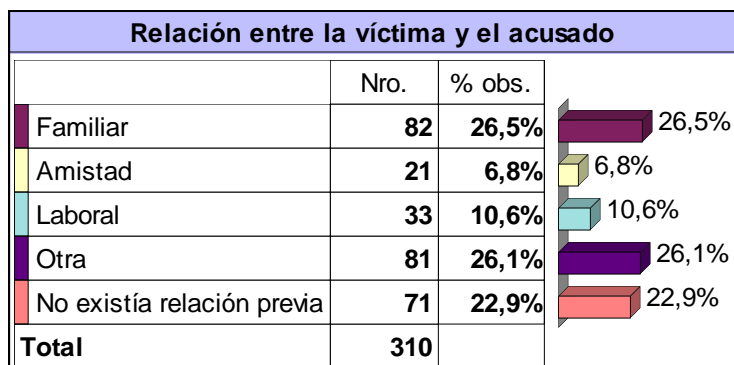 Relación entre la víctima y el acusado
Nro. % obs.
Familiar 82 26,5% 26,5%
Amistad 21 6,8% 6,8%
Laboral 33 10,6% 10,6%
Otra 81 26,1% 26,1%
No existía relación previa 71 22,9% 22,9%
Total 310